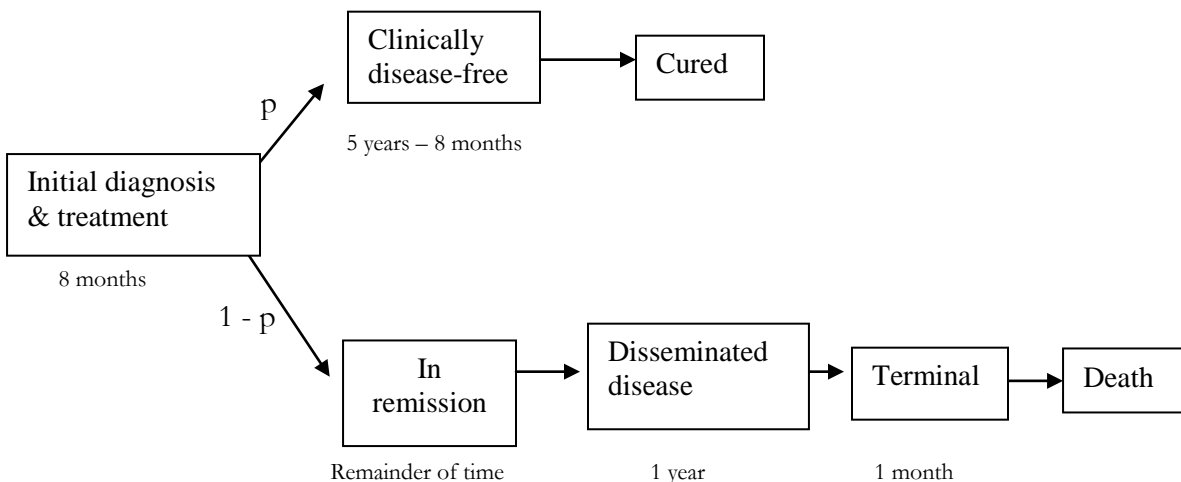 Clinically
disease-free
Cured
p
5 years – 8 months
Initial diagnosis
& treatment
8 months
1 - p
In
remission
Disseminated
disease
Terminal
Death
Remainder of time
1 year
1 month